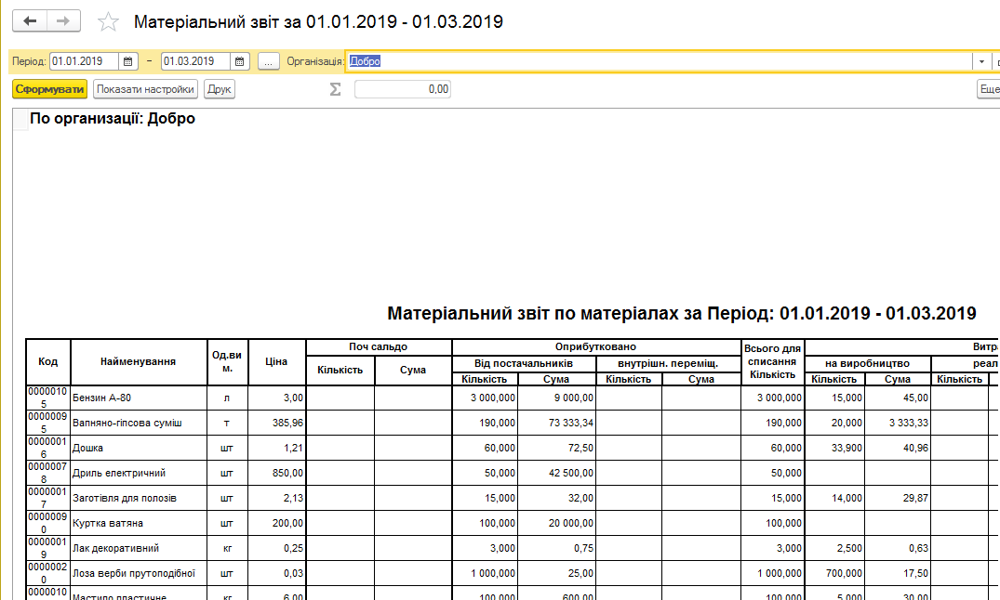 Матеріальний звіт за 01.01.2019 - 01.03.2019
Період: 01.01.2019 – 01.03.2019 ... Організація: Добро
Сформувати Показати настройки Друк Σ 0,00 Еще
По организації: Добро
Матеріальний звіт по матеріалах за Період: 01.01.2019 - 01.03.2019
Код Найменування Од.ви м. Ціна Поч сальдо Оприбутковано Всього для списання Кількість
Кількість Сума Від постачальників внутрішн. переміщ. на виробництво
Кількість Сума Кількість Сума Кількість Сума Кількість
00000105 Бензин А-80 л 3,00 3 000,000 9 000,00 3 000,000 15,000 45,00
00000095 Вапняно-гіпсова суміш т 385,96 190,000 73 333,34 190,000 20,000 3 333,33
00000016 Дошка шт 1,21 60,000 72,50 60,000 33,900 40,96
00000078 Дриль електричний шт 850,00 50,000 42 500,00 50,000
00000017 Заготівля для полозів шт 2,13 15,000 32,00 15,000 14,000 29,87
00000090 Куртка ватяна шт 200,00 100,000 20 000,00 100,000
00000019 Лак декоративний кг 0,25 3,000 0,75 3,000 2,500 0,63
00000020 Лоза верби прутоподібної шт 0,03 1 000,000 25,00 1 000,000 700,000 17,50
0000010 Мастило пластичне кг 6,00 100,000 600,00 100,000 5,000 30,00